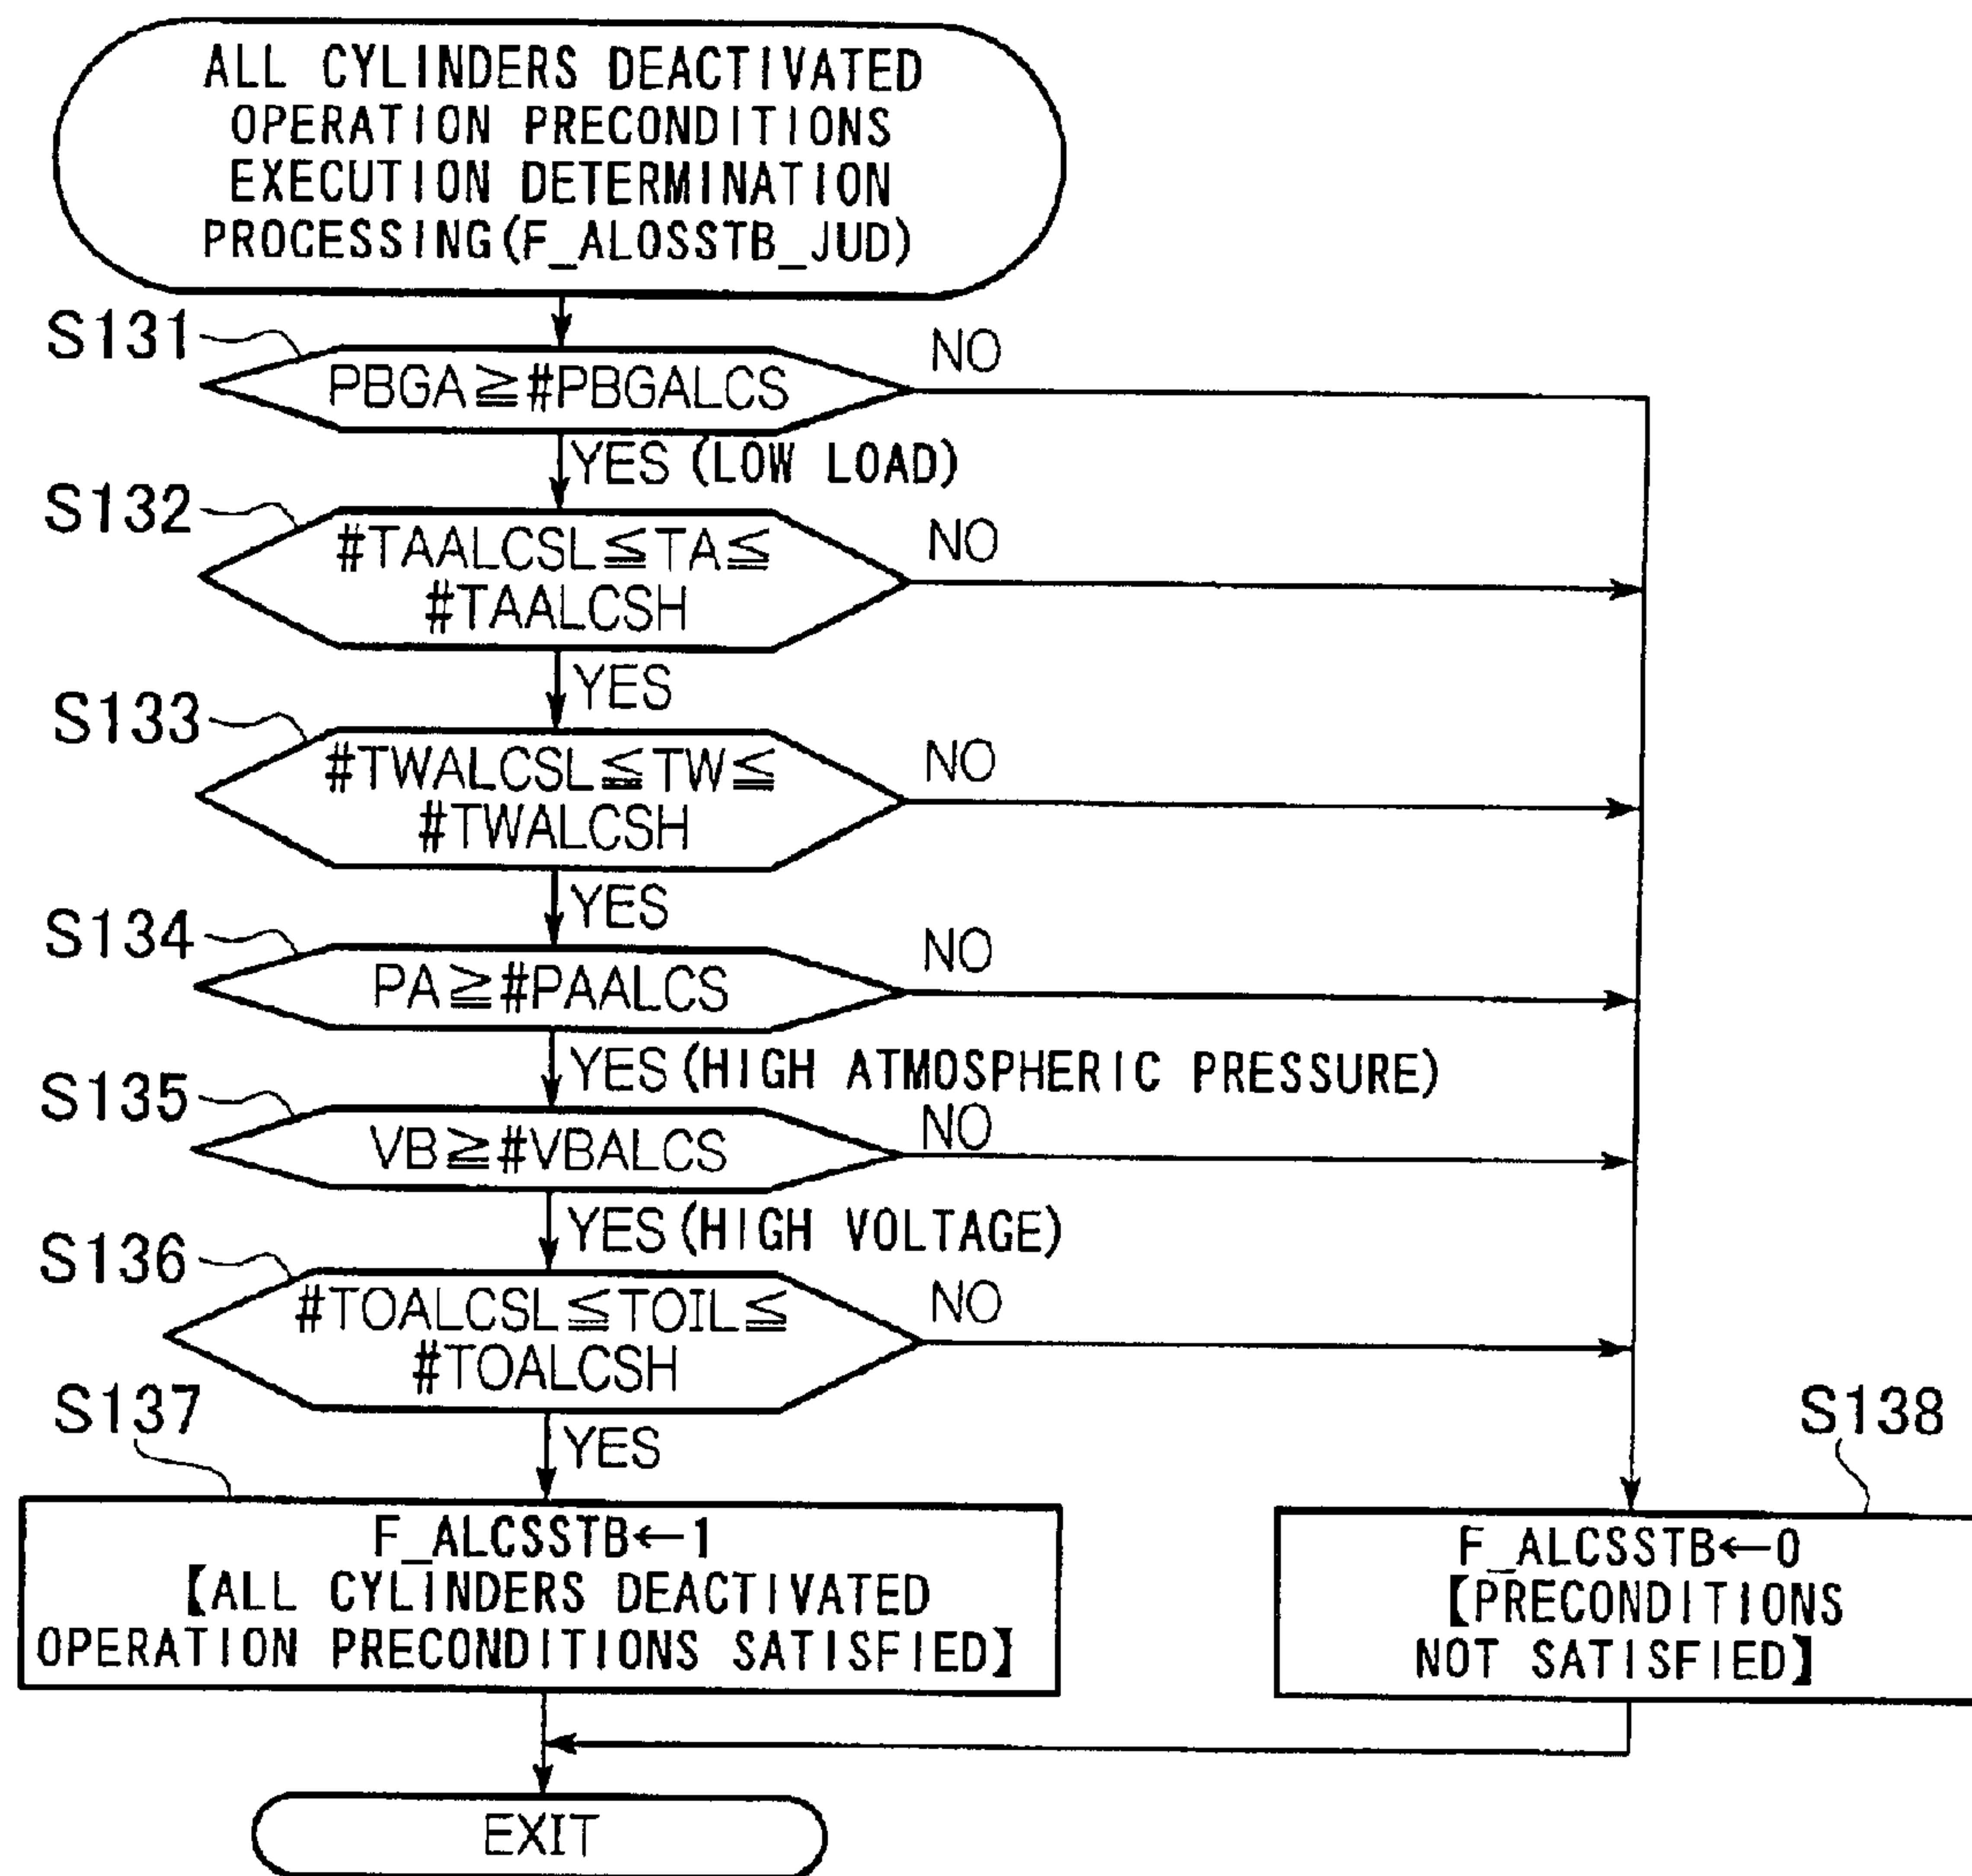 ALL CYLINDERS DEACTIVATED
OPERATION PRECONDITIONS
EXECUTION DETERMINATION
PROCESSING(F_ALOSSTB_JUD)
S131
PBGA≧#PBGALCS
NO
YES (LOW LOAD)
S132
#TAALCSL≦TA≦
#TAALCSH
NO
YES
S133
#TWALCSL≦TW≦
#TWALCSH
NO
YES
S134
PA≧#PAALCS
NO
YES (HIGH ATMOSPHERIC PRESSURE)
S135
VB≧#VBALCS
NO
YES (HIGH VOLTAGE)
S136
#TOALCSL≦TOIL≦
#TOALCSH
NO
YES
S137
F_ALCSSTB←1
【ALL CYLINDERS DEACTIVATED
OPERATION PRECONDITIONS SATISFIED】
S138
F_ALCSSTB←0
【PRECONDITIONS
NOT SATISFIED】
EXIT